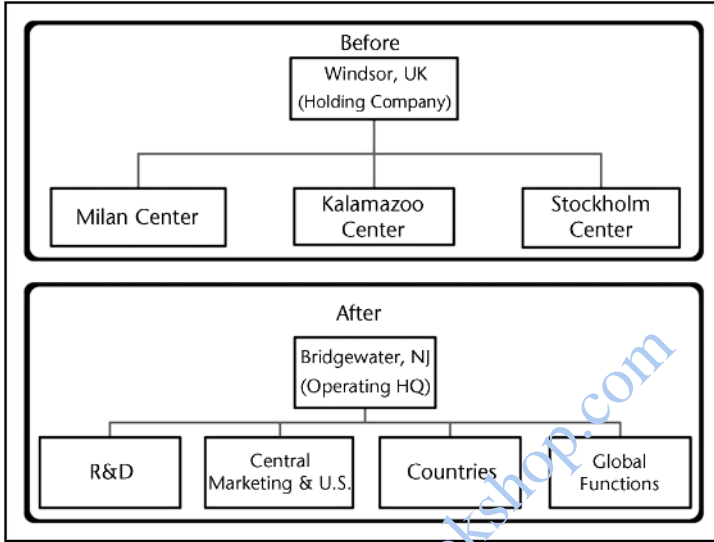 Before
Windsor, UK
(Holding Company)
Milan Center
Kalamazoo
Center
Stockholm
Center
After
Bridgewater, NJ
(Operating HQ)
R&D
Central
Marketing & U.S.
Countries
Global
Functions
kshop.com